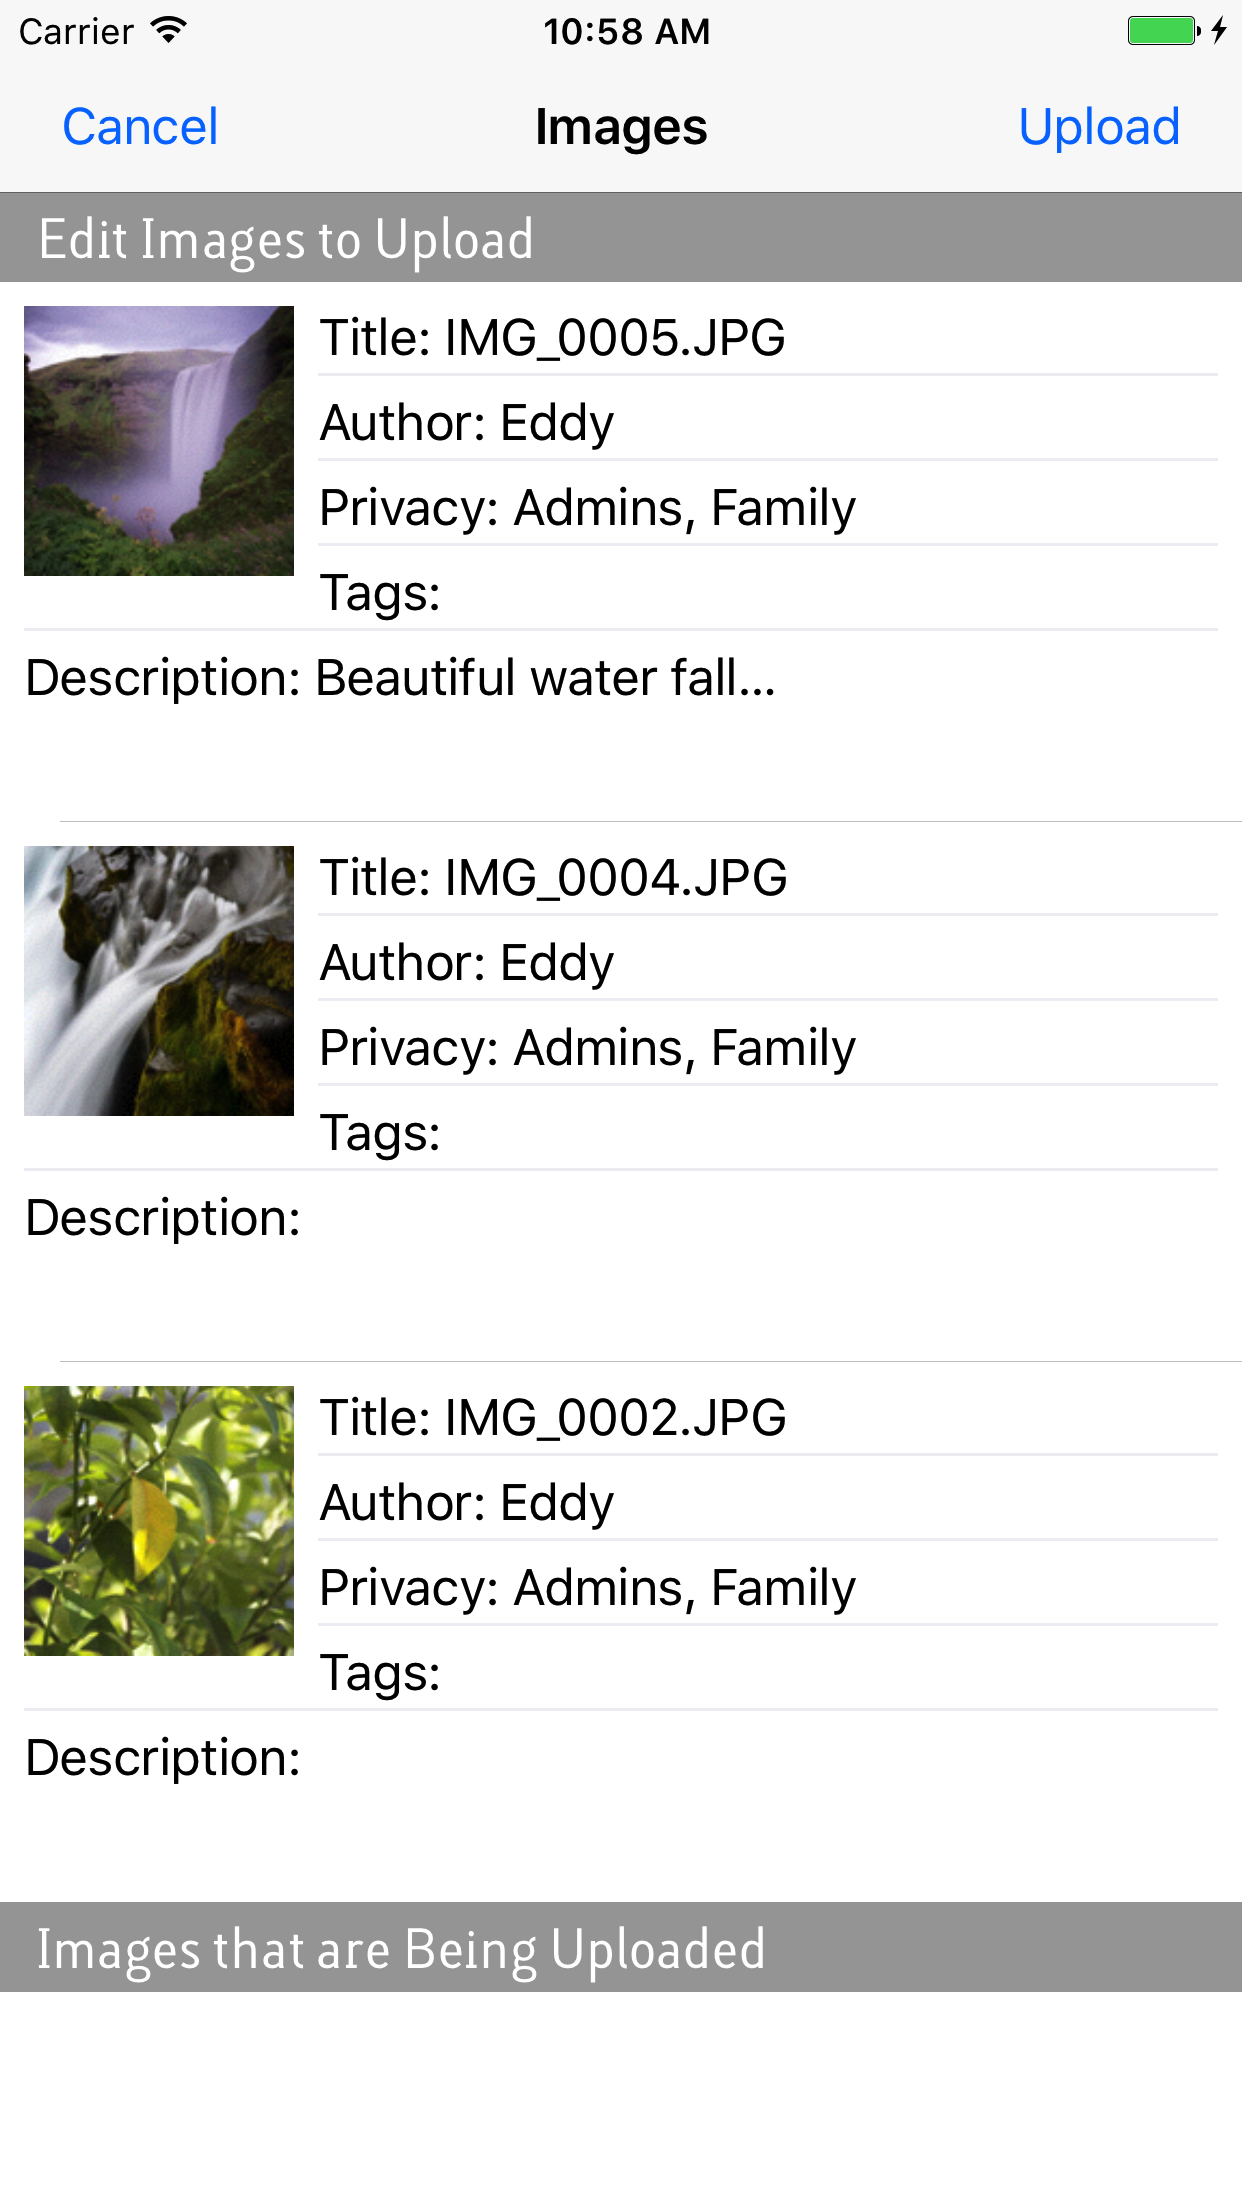 Carrier 10:58 AM
Cancel Images Upload
Edit Images to Upload
Title: IMG_0005.JPG
Author: Eddy
Privacy: Admins, Family
Tags:
Description: Beautiful water fall...
Title: IMG_0004.JPG
Author: Eddy
Privacy: Admins, Family
Tags:
Description:
Title: IMG_0002.JPG
Author: Eddy
Privacy: Admins, Family
Tags:
Description:
Images that are Being Uploaded